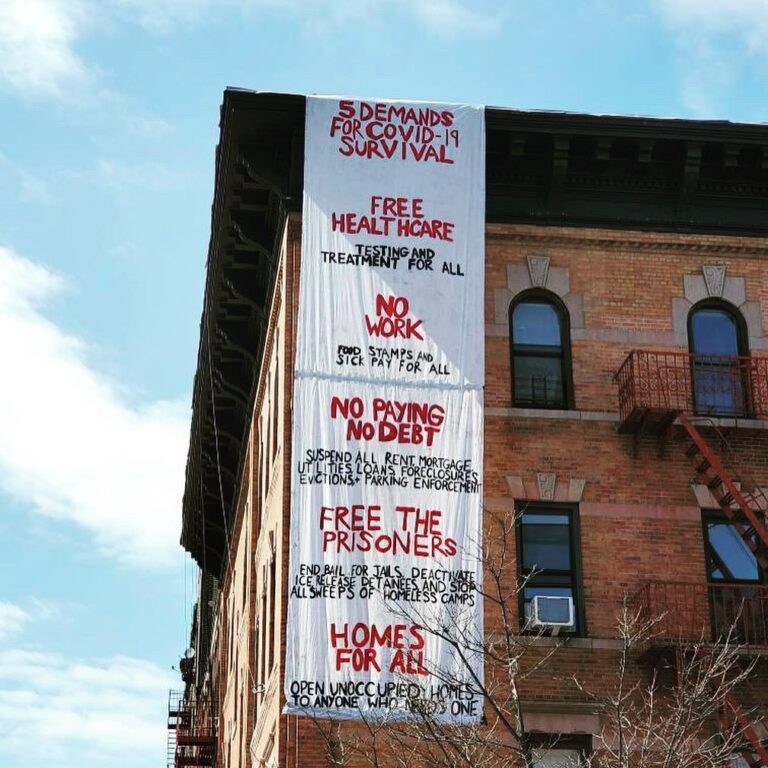 5 DEMANDS
FOR COVID-19
SURVIVAL
FREE
HEALTHCARE
TESTING AND
TREATMENT FOR ALL
NO
WORK
FOOD STAMPS AND
SICK PAY FOR ALL
NO PAYING
NO DEBT
SUSPEND ALL RENT, MORTGAGE,
UTILITIES, LOANS, FORECLOSURES
EVICTIONS + PARKING ENFORCEMENT
FREE THE
PRISONERS
END BAIL FOR JAILS, DEACTIVATE
ICE RELEASE DETANEES AND STOP
ALL SWEEPS OF HOMELESS CAMPS
HOMES
FOR ALL
OPEN UNOCCUPIED HOMES
TO ANYONE WHO NEEDS ONE